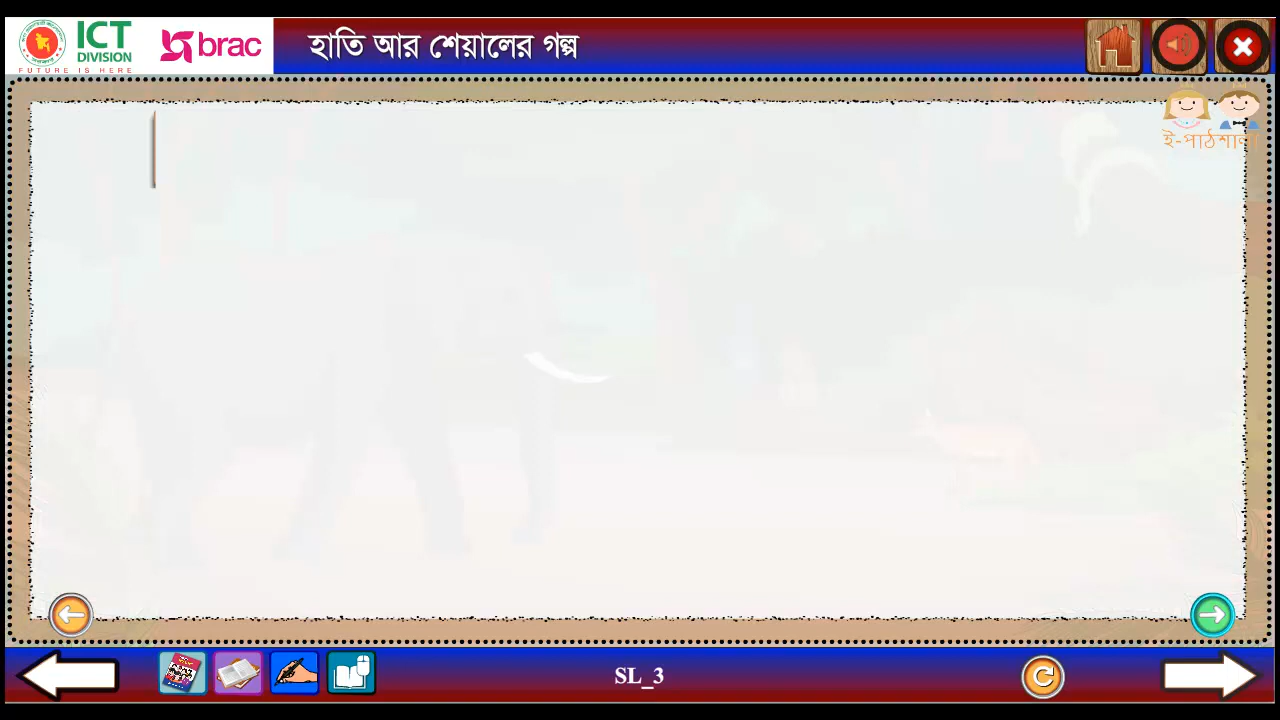 ICT
DIVISION
FUTURE IS HERE
brac
হাতি আর শেয়ালের গল্প
ই-পাঠশালা
SL_3